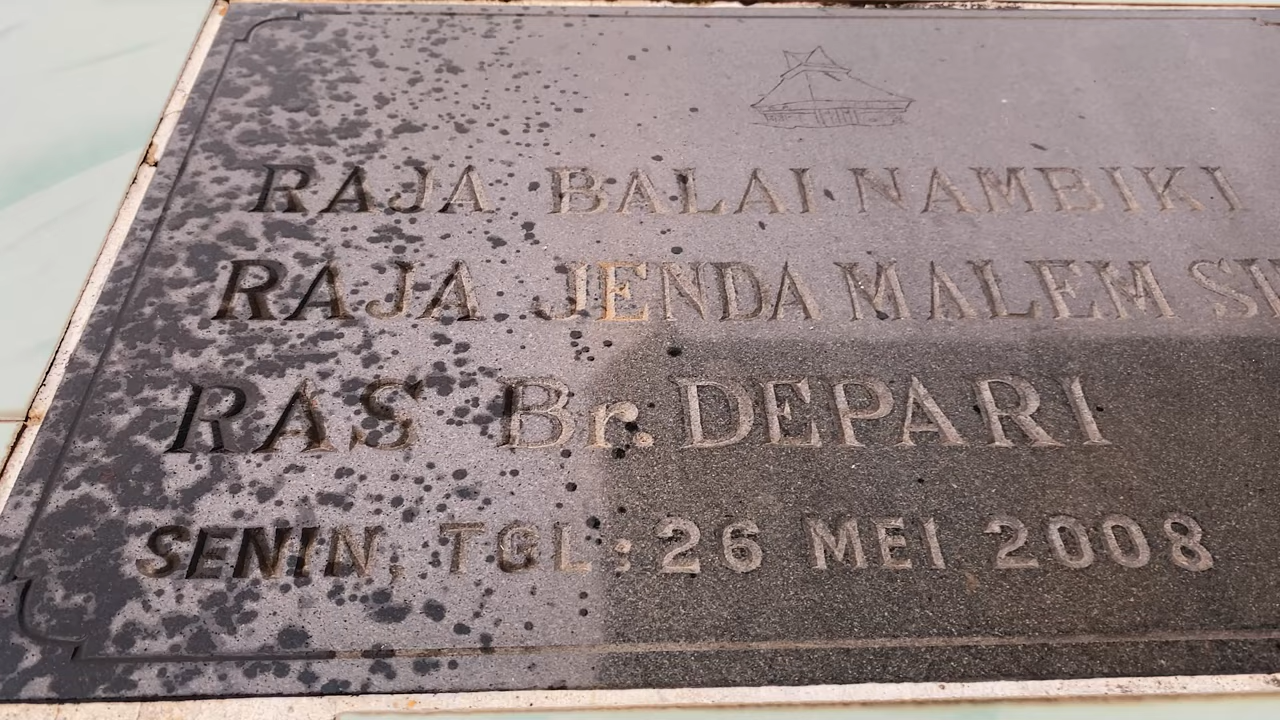 RAJA BALAI NAMBIKI
RAJA JENDA MALEM
RAS Br. DEPARI
SENIN, TGL; 26 MEI 2008